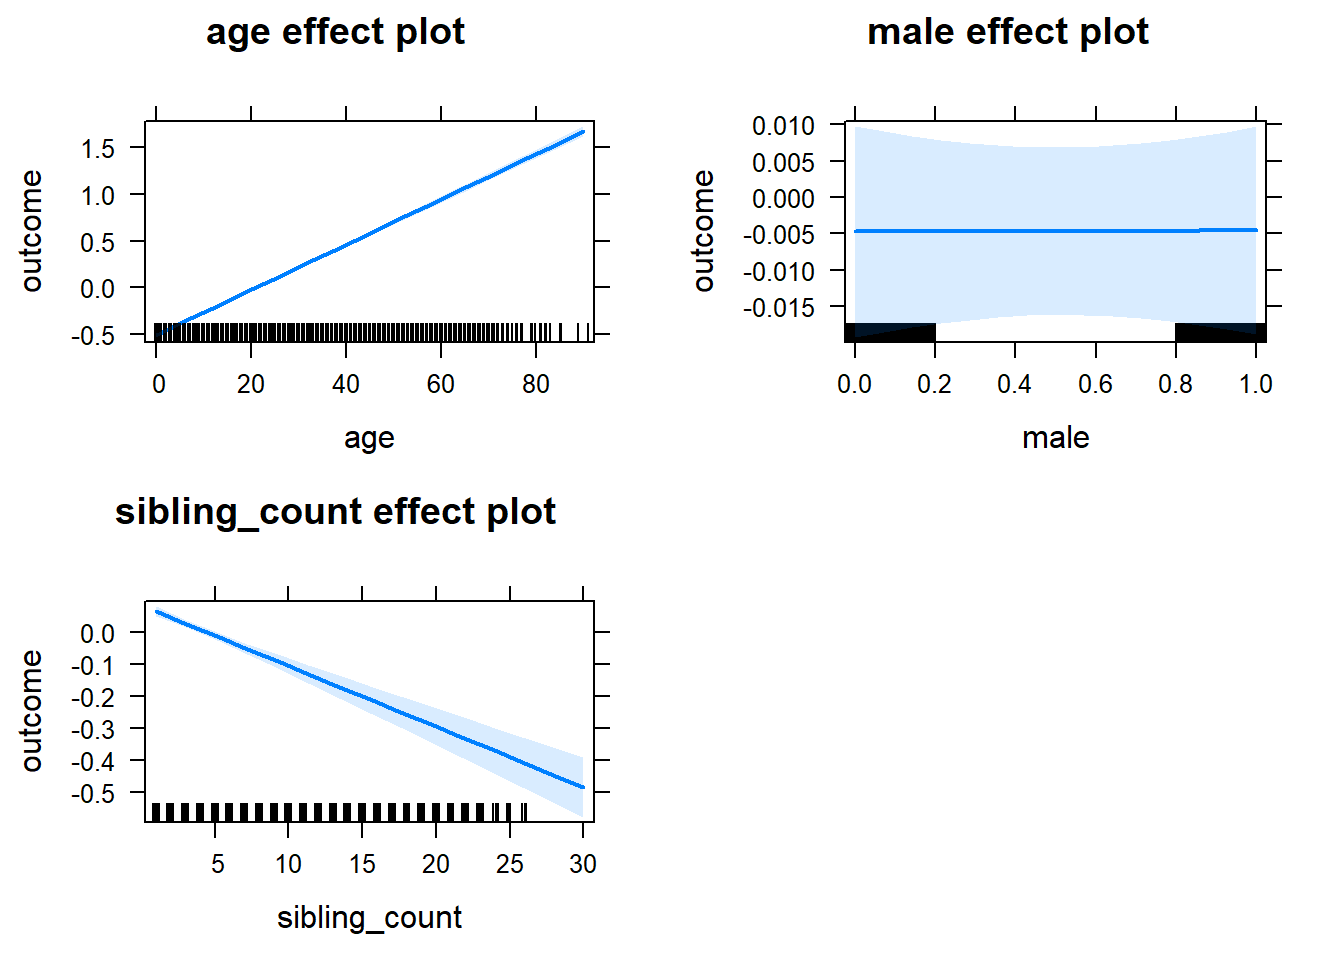 age effect plot
outcome
1.5
1.0
0.5
0.0
-0.5
0 20 40 60 80
age
male effect plot
outcome
0.010
0.005
0.000
-0.005
-0.010
-0.015
0.0 0.2 0.4 0.6 0.8 1.0
male
sibling_count effect plot
outcome
0.0
-0.1
-0.2
-0.3
-0.4
-0.5
5 10 15 20 25 30
sibling_count